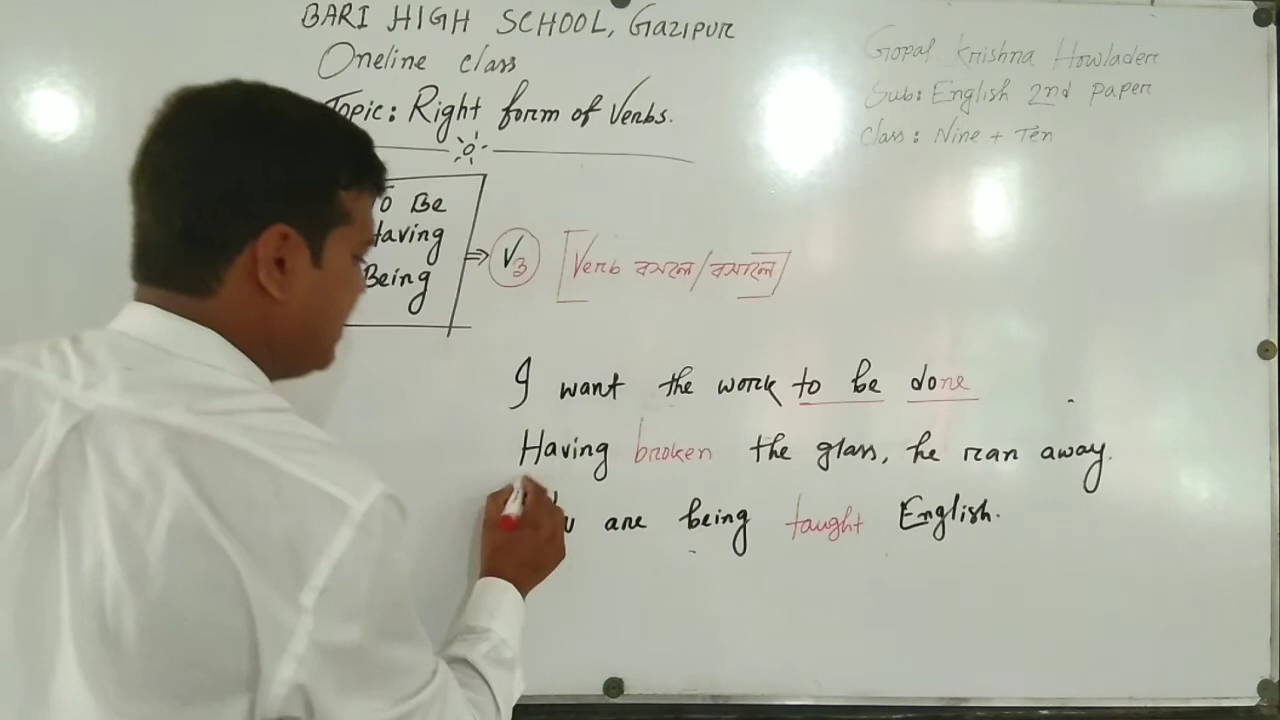 BARI HIGH SCHOOL, Gazipur
Oneline class
Topic: Right form of Verbs.
Gopal Krishna Howlader
Sub: English 2nd paper
Class: Nine + Ten
To Be
Having
Being
⇒ V3 [Verb বসলে/বসালে]
I want the work to be done
Having broken the glass, he ran away.
are being taught English.